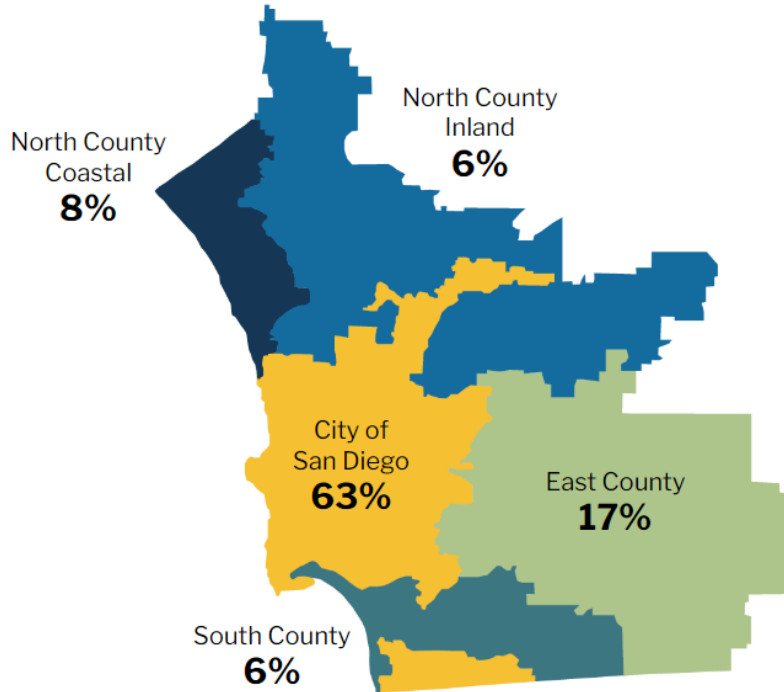 North County
Inland
6%
North County
Coastal
8%
City of
San Diego
63%
East County
17%
South County
6%